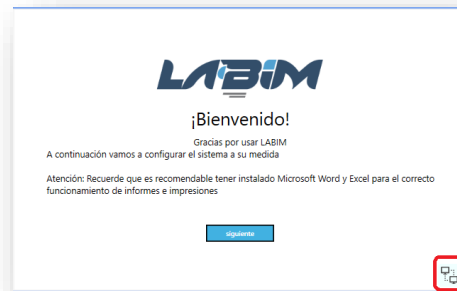 LABIM
¡Bienvenido!
Gracias por usar LABIM
A continuación vamos a configurar el sistema a su medida
Atención: Recuerde que es recomendable tener instalado Microsoft Word y Excel para el correcto
funcionamiento de informes e impresiones
siguiente